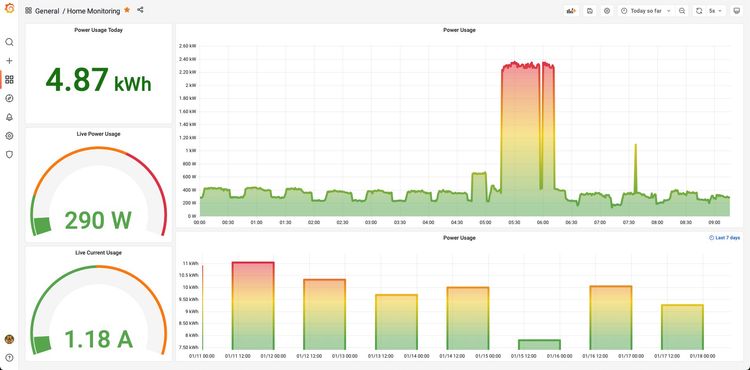 General / Home Monitoring
Today so far
5s
Power Usage Today
4.87 kWh
Live Power Usage
290 W
Live Current Usage
1.18 A
Power Usage
2.60 kW
2.40 kW
2.20 kW
2 kW
1.80 kW
1.60 kW
1.40 kW
1.20 kW
1 kW
800 W
600 W
400 W
200 W
0 W
00:00 00:30 01:00 01:30 02:00 02:30 03:00 03:30 04:00 04:30 05:00 05:30 06:00 06:30 07:00 07:30 08:00 08:30 09:00
Power Usage
Last 7 days
11 kWh
10.5 kWh
10 kWh
9.50 kWh
9 kWh
8.50 kWh
8 kWh
7.50 kWh
01/11 00:00 01/11 12:00 01/12 00:00 01/12 12:00 01/13 00:00 01/13 12:00 01/14 00:00 01/14 12:00 01/15 00:00 01/15 12:00 01/16 00:00 01/16 12:00 01/17 00:00 01/17 12:00 01/18 00:00